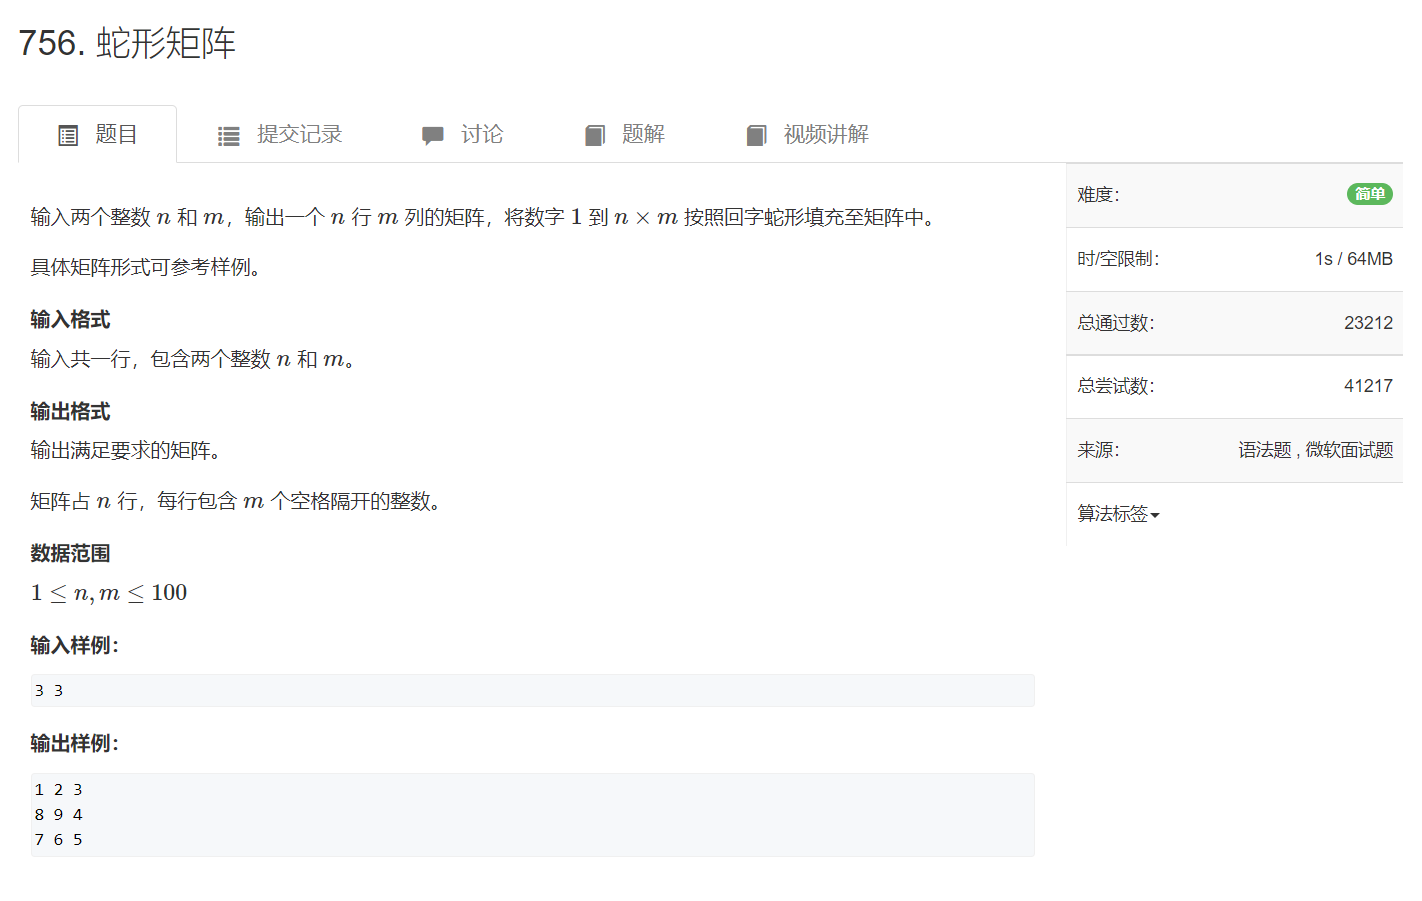 756. 蛇形矩阵
题目 提交记录 讨论 题解 视频讲解
输入两个整数 n 和 m，输出一个 n 行 m 列的矩阵，将数字 1 到 n × m 按照回字蛇形填充至矩阵中。
具体矩阵形式可参考样例。
输入格式
输入共一行，包含两个整数 n 和 m。
输出格式
输出满足要求的矩阵。
矩阵占 n 行，每行包含 m 个空格隔开的整数。
数据范围
1 ≤ n, m ≤ 100
输入样例：
3 3
输出样例：
1 2 3
8 9 4
7 6 5
难度： 简单
时/空限制： 1s / 64MB
总通过数： 23212
总尝试数： 41217
来源： 语法题 , 微软面试题
算法标签